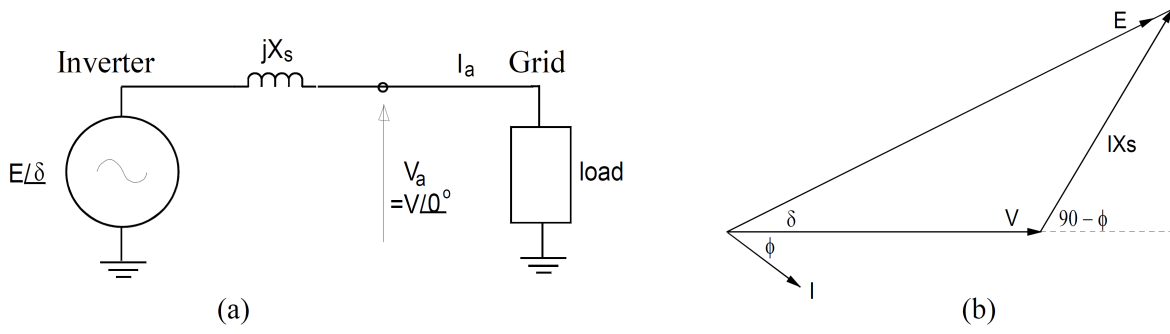 Inverter
jXs
Ia
Grid
E/δ
Va
=V/0°
load
(a)
E
IXs
δ
V
90 − ϕ
ϕ
I
(b)